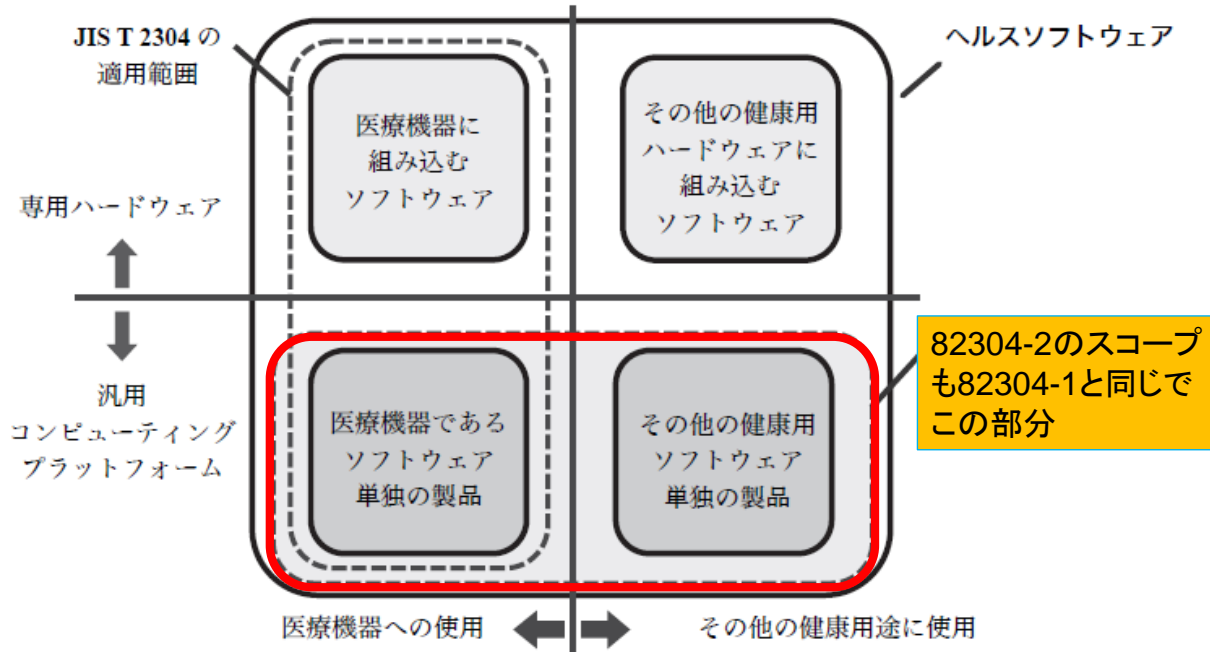 JIS T 2304 の
適用範囲
ヘルスソフトウェア
医療機器に
組み込む
ソフトウェア
その他の健康用
ハードウェアに
組み込む
ソフトウェア
専用ハードウェア
汎用
コンピューティング
プラットフォーム
医療機器である
ソフトウェア
単独の製品
その他の健康用
ソフトウェア
単独の製品
82304-2のスコープ
も82304-1と同じで
この部分
医療機器への使用
その他の健康用途に使用